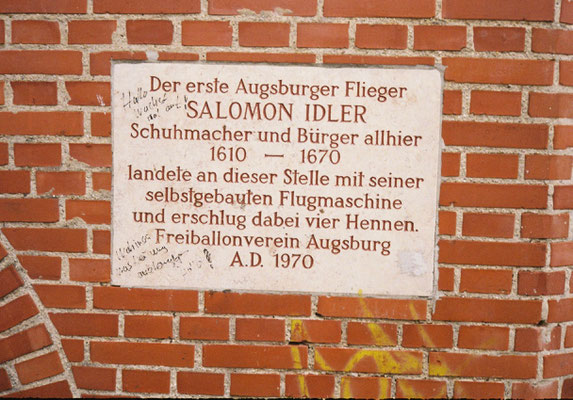 Der erste Augsburger Flieger
SALOMON IDLER
Schuhmacher und Bürger allhier
1610 — 1670
landete an dieser Stelle mit seiner
selbstgebauten Flugmaschine
und erschlug dabei vier Hennen.
Freiballonverein Augsburg
A.D. 1970
Hallo